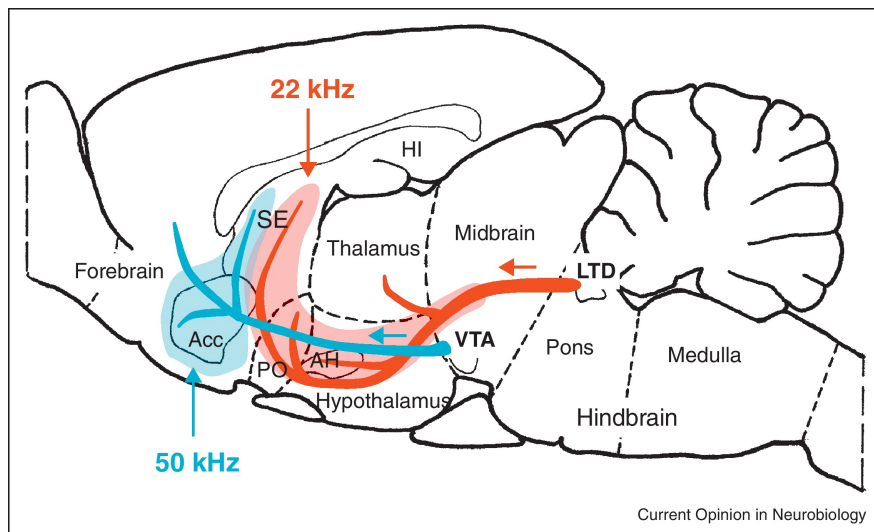 22 kHz
HI
SE
Thalamus
Midbrain
Forebrain
LTD
Acc
VTA
Pons
Medulla
PO
AH
Hypothalamus
Hindbrain
50 kHz
Current Opinion in Neurobiology